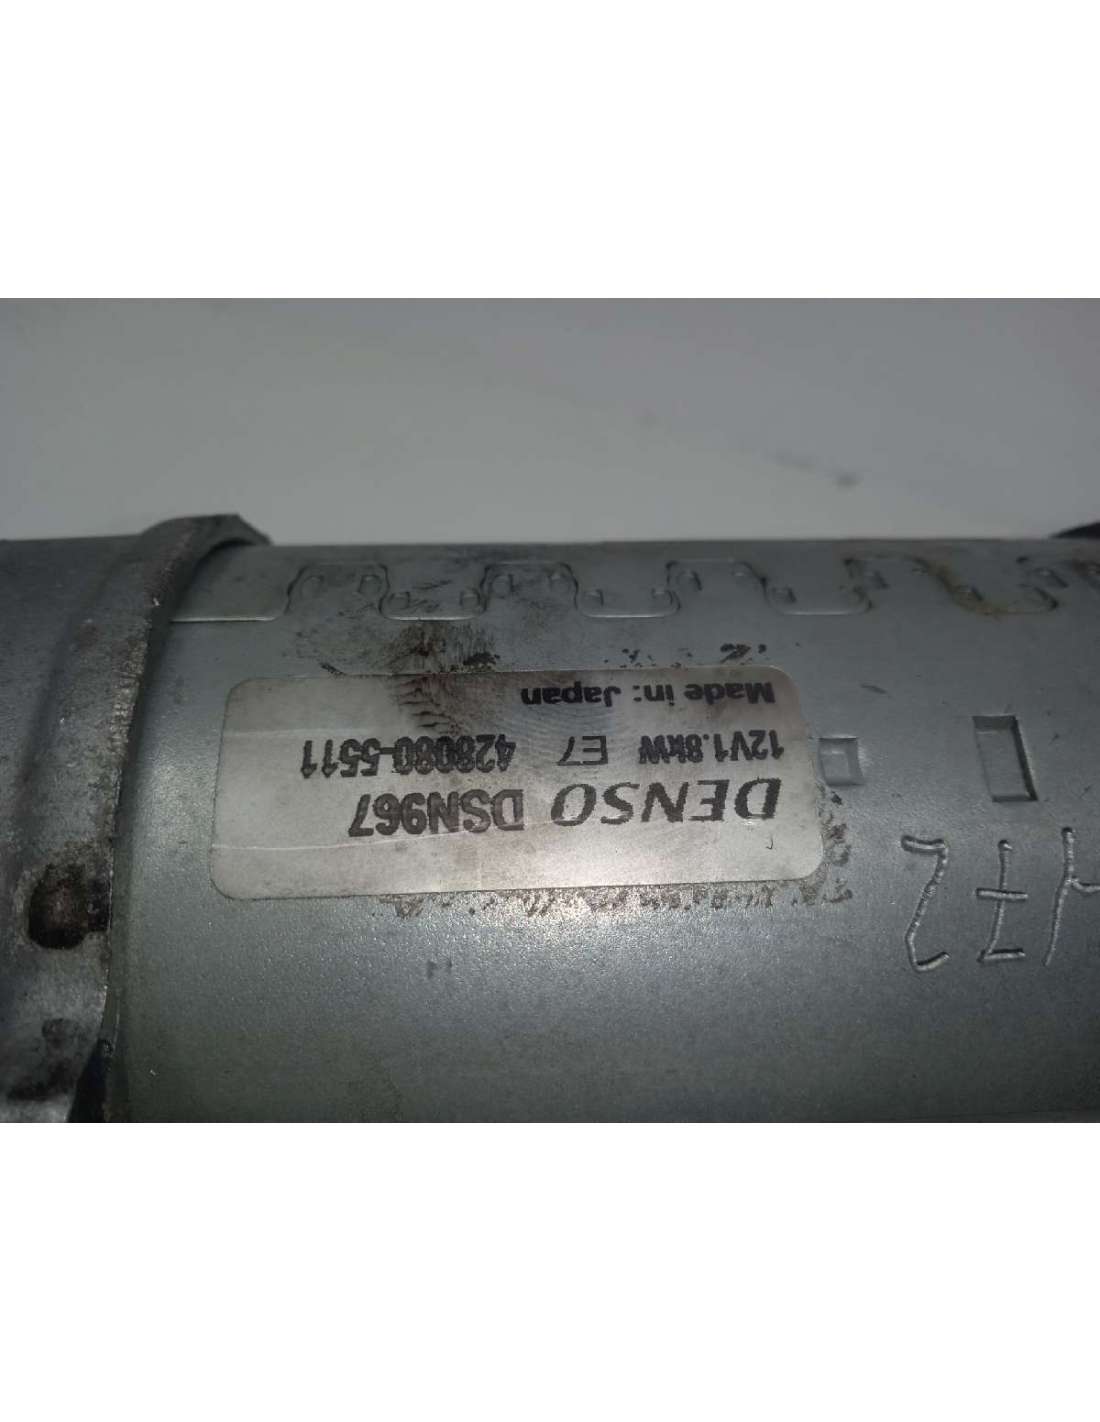 DENSO DSN967
12V1.8kW E7 428080-5511
Made in: Japan